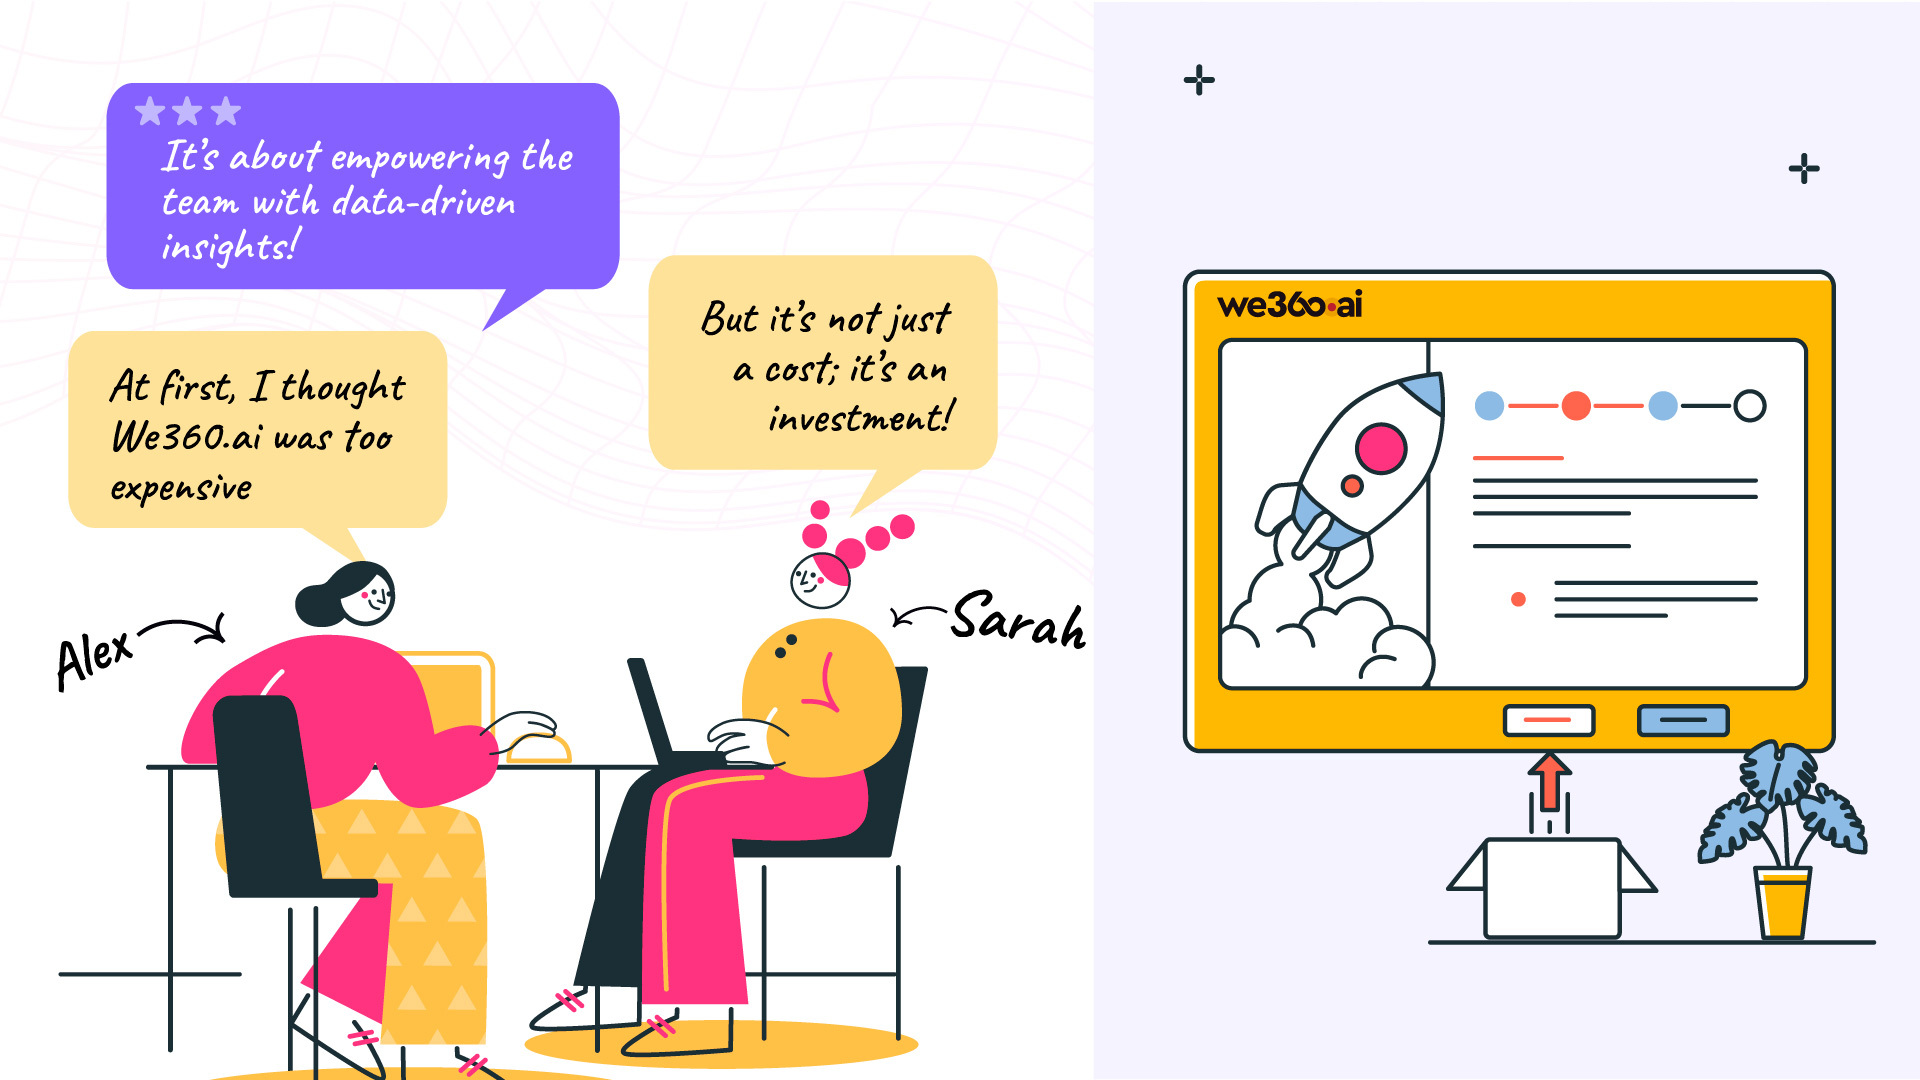 It's about empowering the
team with data-driven
insights!
At first, I thought
We360.ai was too
expensive
But it's not just
a cost; it's an
investment!
Alex
Sarah
we360.ai